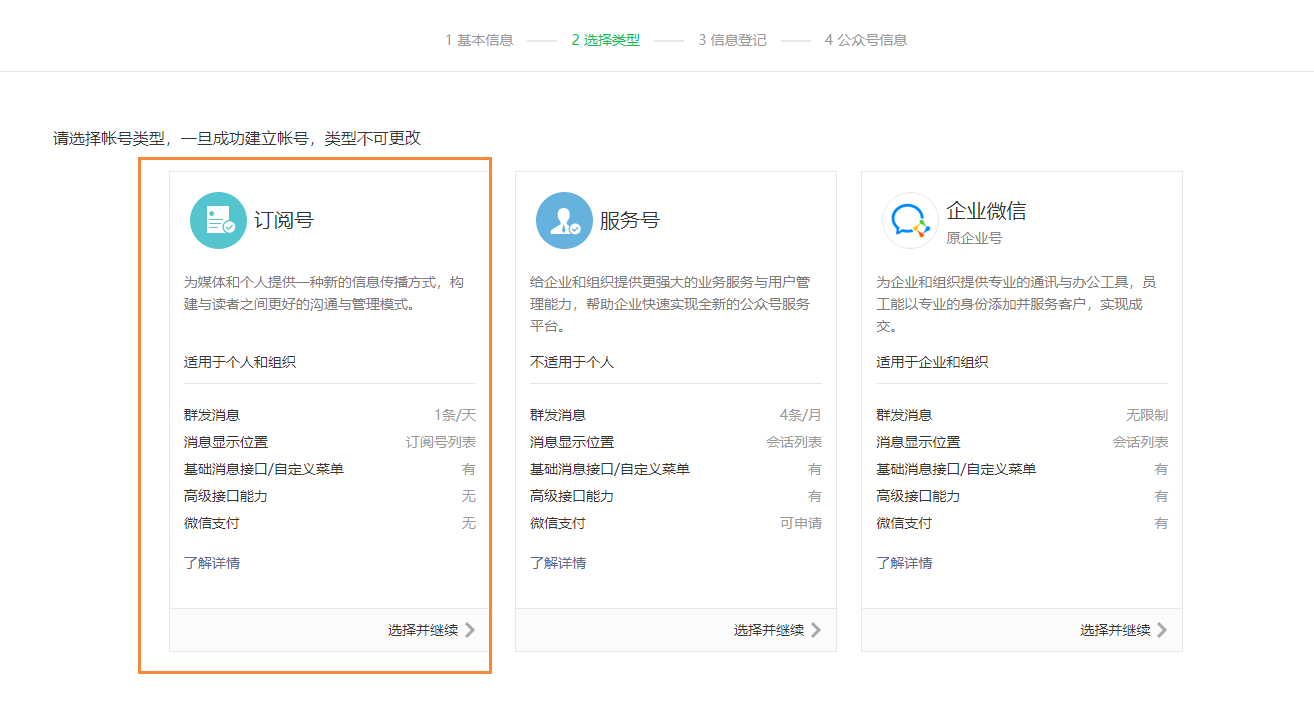 1 基本信息 2 选择类型 3 信息登记 4 公众号信息
请选择帐号类型，一旦成功建立帐号，类型不可更改
订阅号
为媒体和个人提供一种新的信息传播方式，构
建与读者之间更好的沟通与管理模式。
适用于个人和组织
群发消息 1条/天
消息显示位置 订阅号列表
基础消息接口/自定义菜单 有
高级接口能力 无
微信支付 无
了解详情
选择并继续
服务号
给企业和组织提供更强大的业务服务与用户管
理能力，帮助企业快速实现全新的公众号服务
平台。
不适用于个人
群发消息 4条/月
消息显示位置 会话列表
基础消息接口/自定义菜单 有
高级接口能力 有
微信支付 可申请
了解详情
选择并继续
企业微信
原企业号
为企业和组织提供专业的通讯与办公工具，员
工能以专业的身份添加并服务客户，实现成
交。
适用于企业和组织
群发消息 无限制
消息显示位置 会话列表
基础消息接口/自定义菜单 有
高级接口能力 有
微信支付 有
了解详情
选择并继续